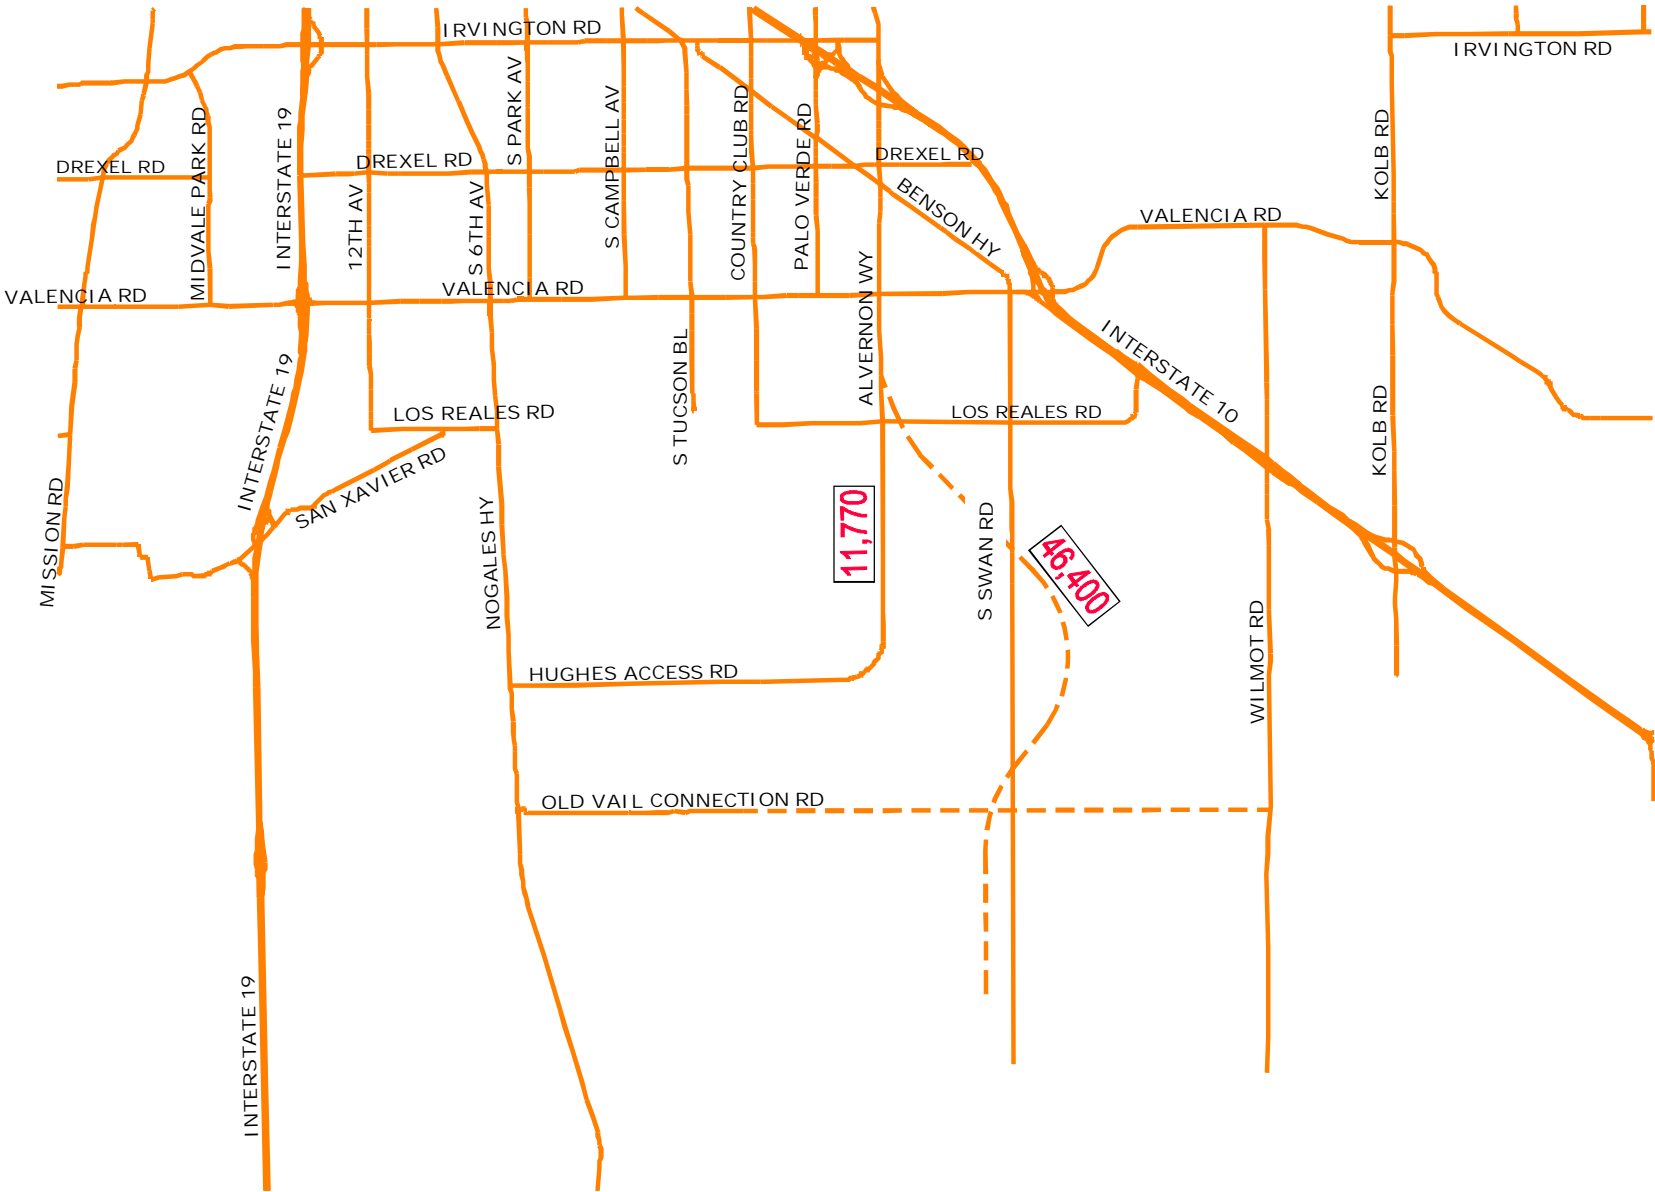 IRVINGTON RD
IRVINGTON RD
S PARK AV
S CAMPBELL AV
COUNTRY CLUB RD
PALO VERDE RD
MIDVALE PARK RD
INTERSTATE 19
KOLB RD
DREXEL RD
DREXEL RD
DREXEL RD
12TH AV
S 6TH AV
BENSON HY
VALENCIA RD
VALENCIA RD
VALENCIA RD
ALVERNON WY
INTERSTATE 19
S TUCSON BL
INTERSTATE 10
LOS REALES RD
LOS REALES RD
KOLB RD
SAN XAVIER RD
MISSION RD
NOGALES HY
11,770
S SWAN RD
46,400
WILMOT RD
HUGHES ACCESS RD
OLD VAIL CONNECTION RD
INTERSTATE 19